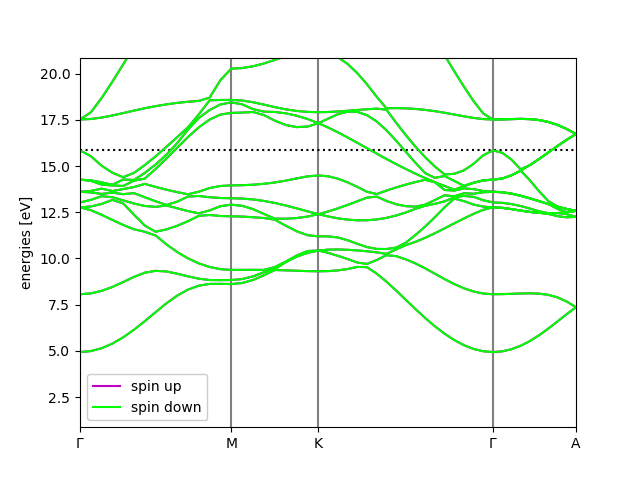 20.0
17.5
15.0
12.5
10.0
7.5
5.0
2.5
energies [eV]
spin up
spin down
Γ M K Γ A